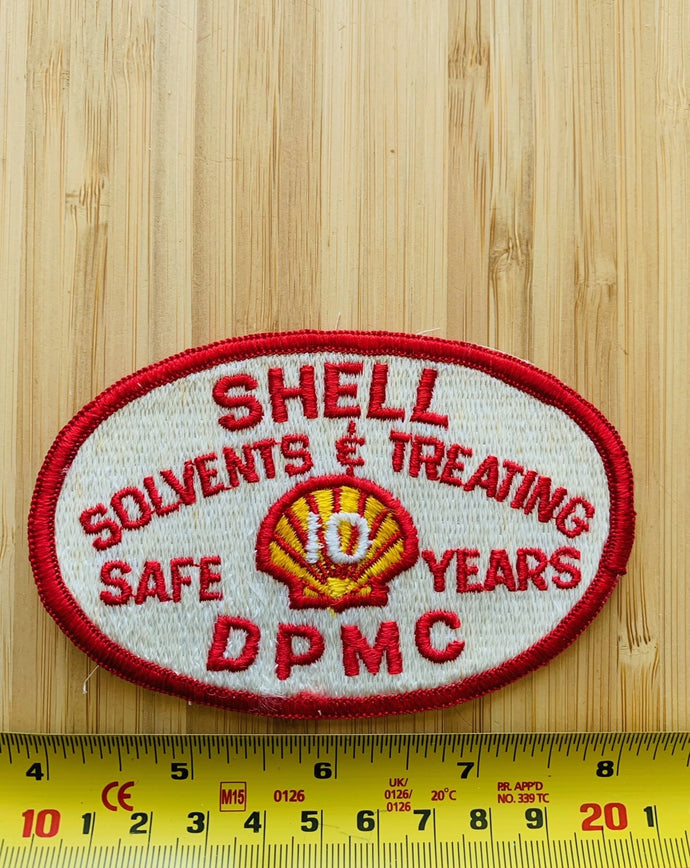 SHELL
SOLVENTS & TREATING
SAFE 10 YEARS
DPMC
4 5 6 7 8
CE M15 0126 UK/ 0126/ 0126 20°C P.R. APP'D NO. 339 TC
10 1 2 3 4 5 6 7 8 9 20 1